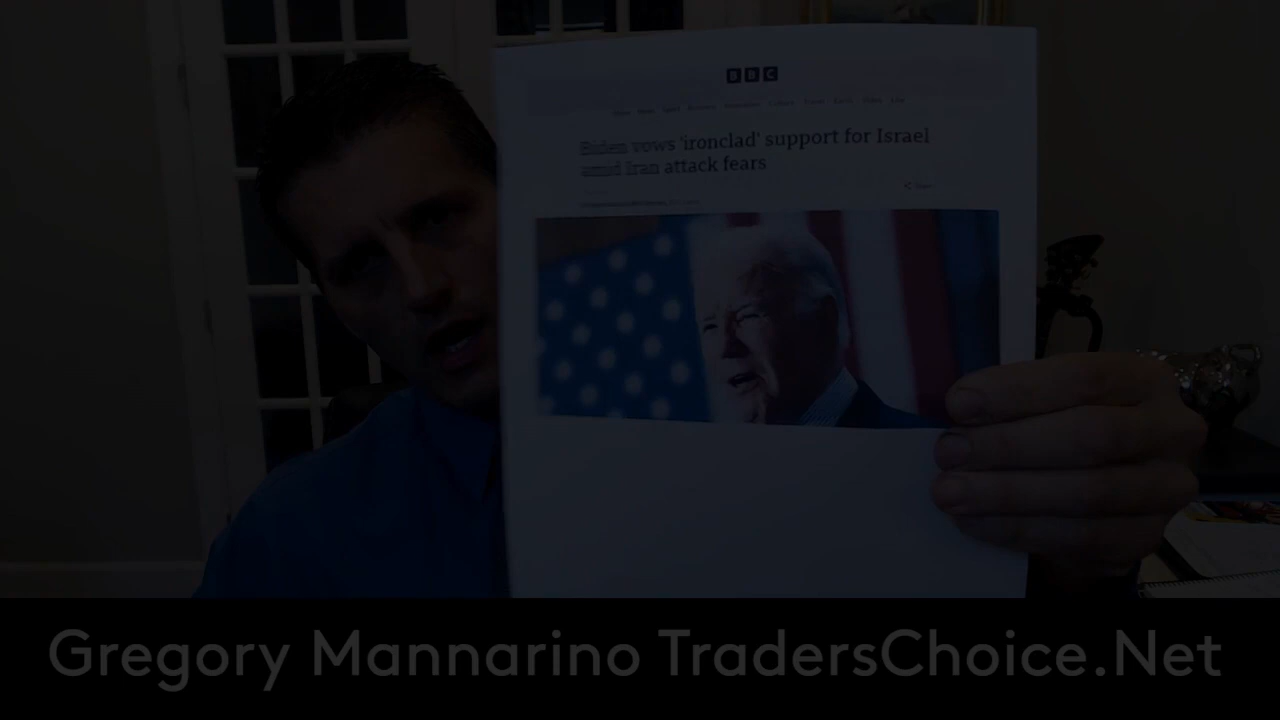 BBC
Biden vows 'ironclad' support for Israel
amid Iran attack fears
Gregory Mannarino TradersChoice.Net